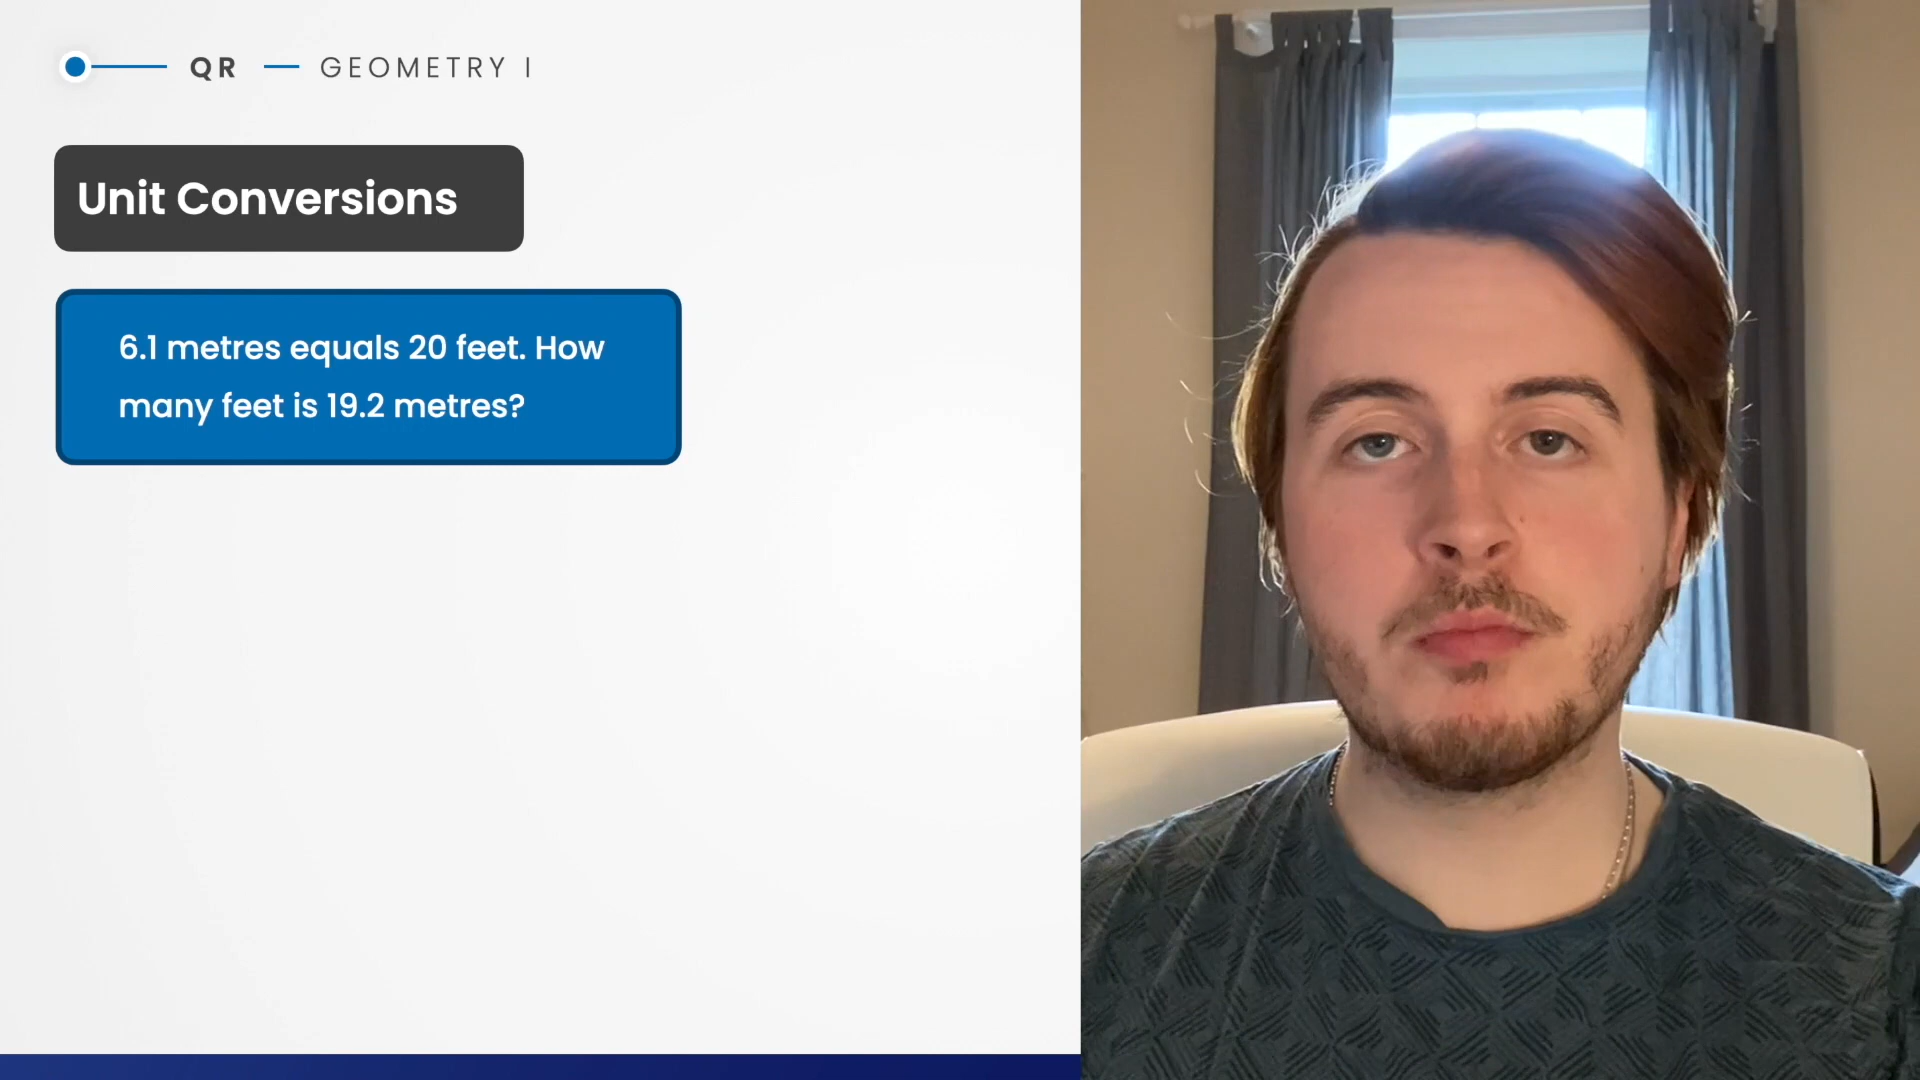 QR — GEOMETRY I
Unit Conversions
6.1 metres equals 20 feet. How
many feet is 19.2 metres?